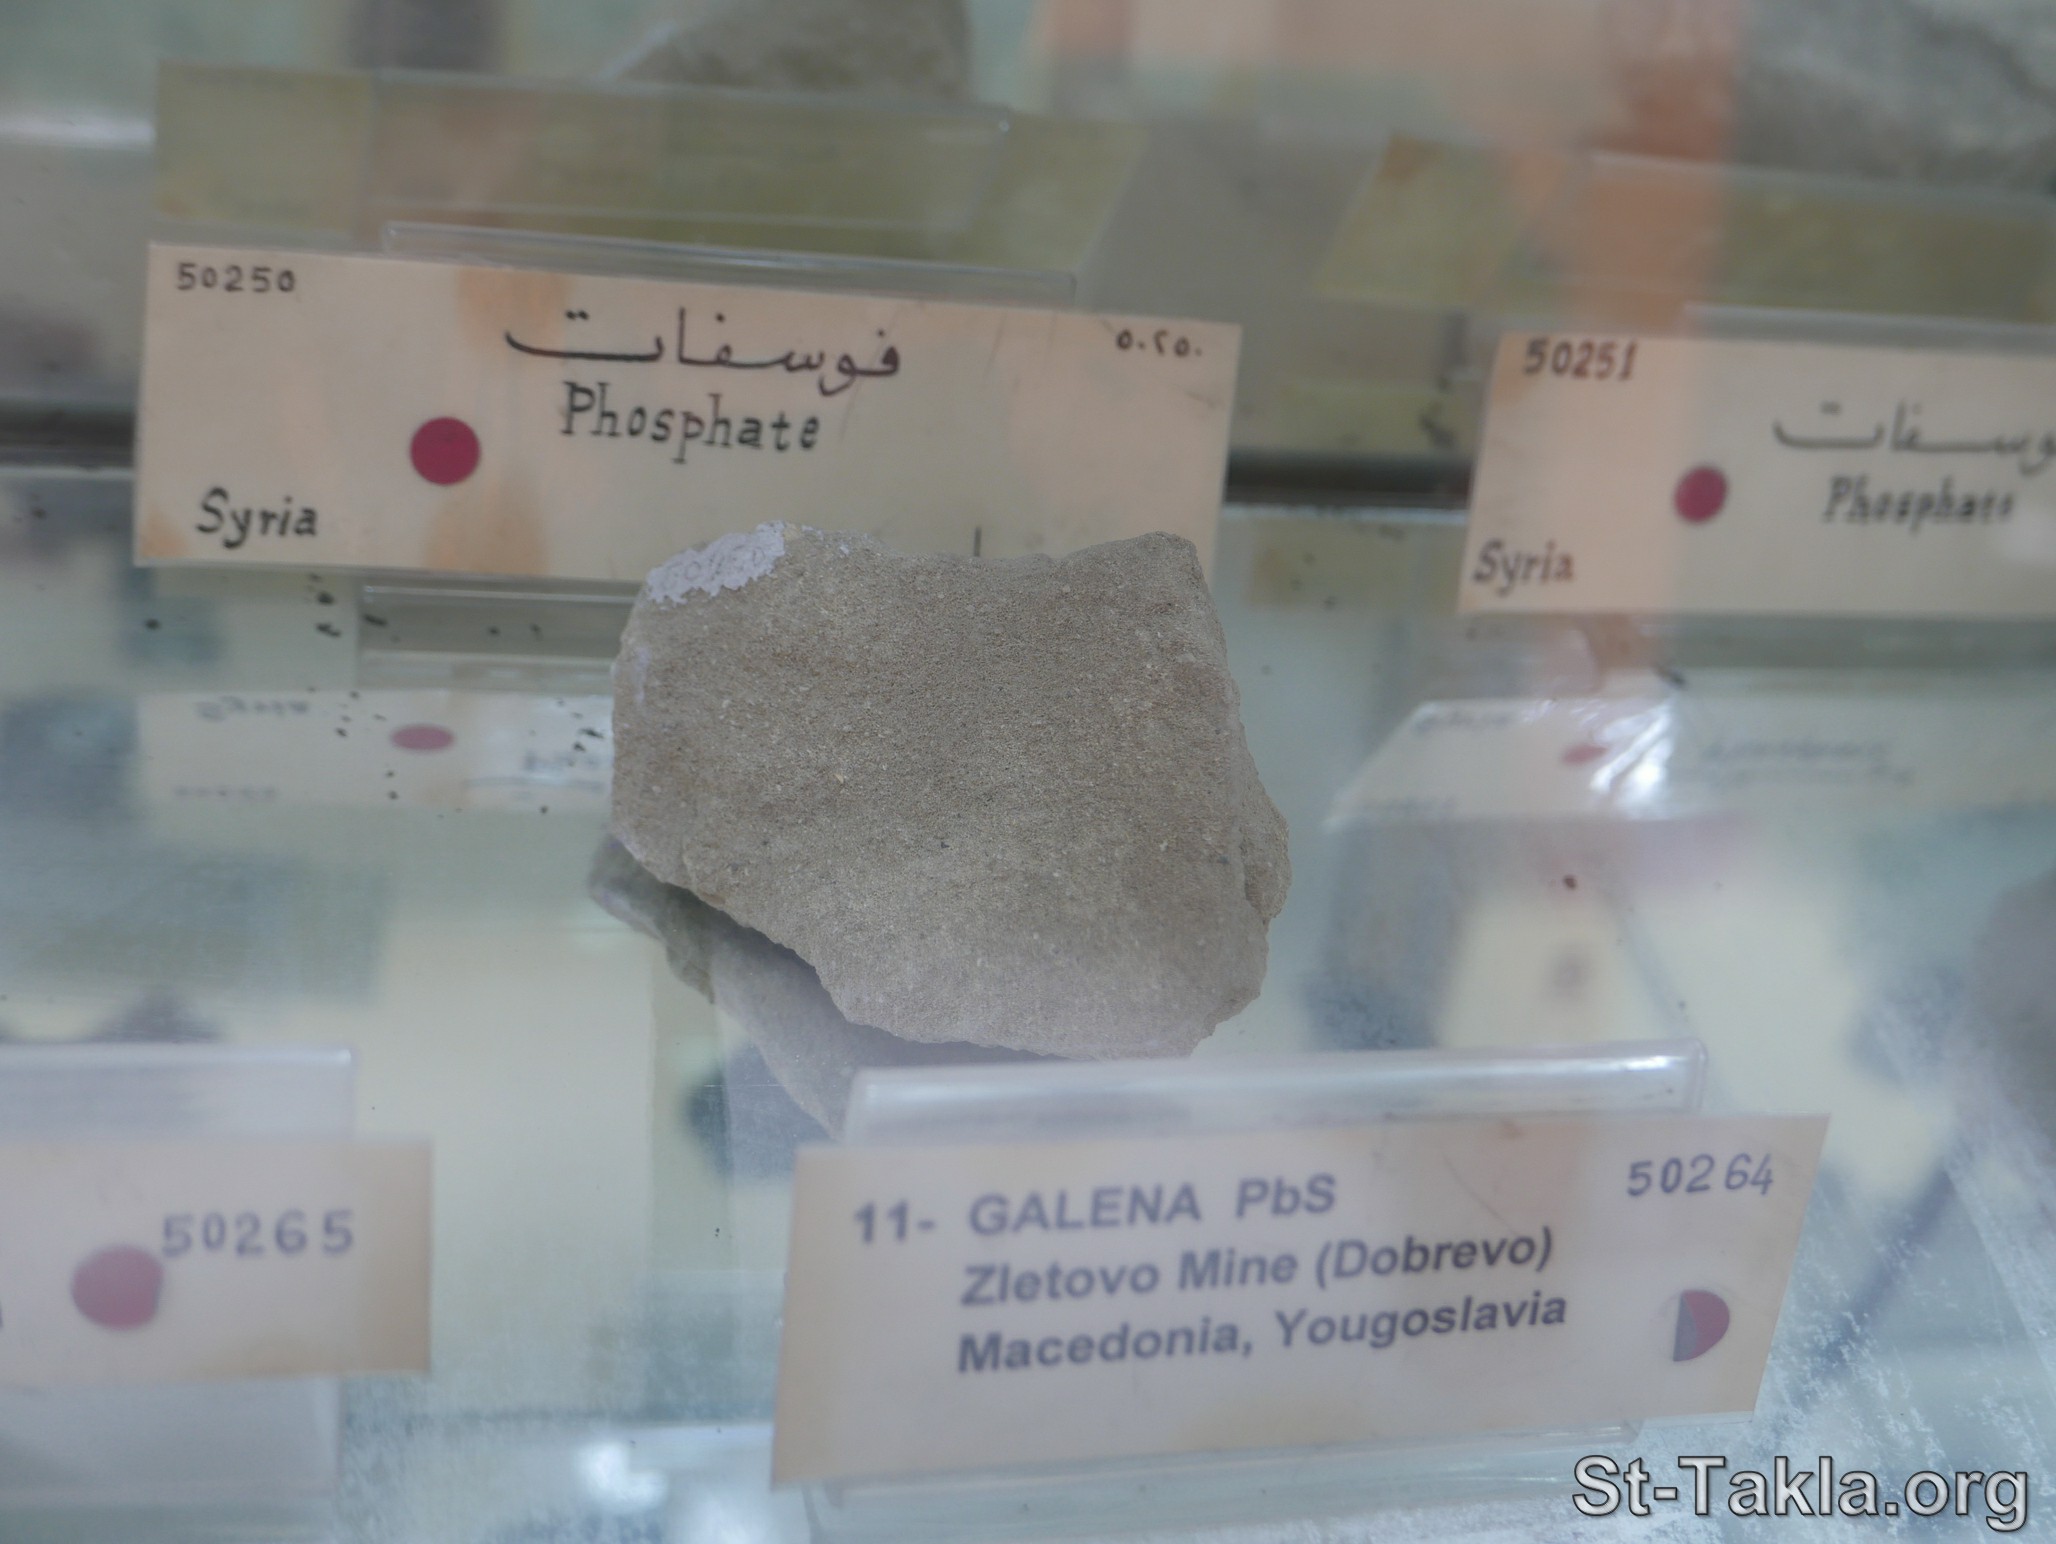 50250
فوسفات
٥٠٢٥٠
Phosphate
Syria
50251
فوسفات
Phosphate
Syria
50265
11- GALENA PbS
50264
Zletovo Mine (Dobrevo)
Macedonia, Yougoslavia
St-Takla.org